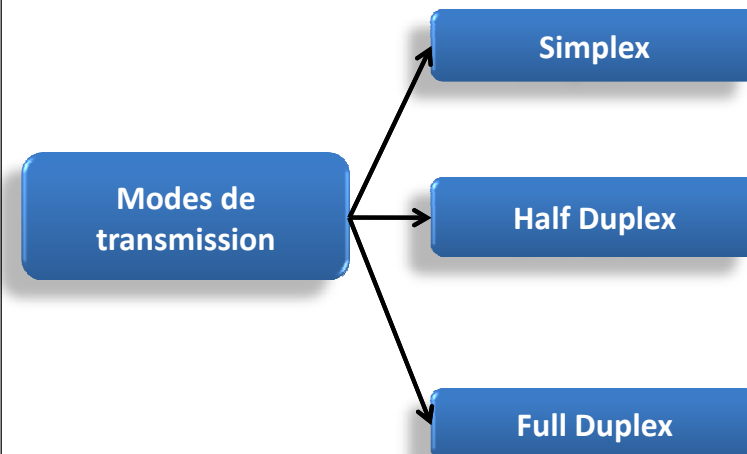 Simplex
Modes de
transmission
Half Duplex
Full Duplex